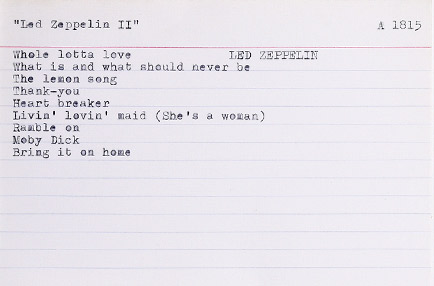 "Led Zeppelin II" A 1815
Whole lotta love LED ZEPPELIN
What is and what should never be
The lemon song
Thank-you
Heart breaker
Livin' lovin' maid (She's a woman)
Ramble on
Moby Dick
Bring it on home